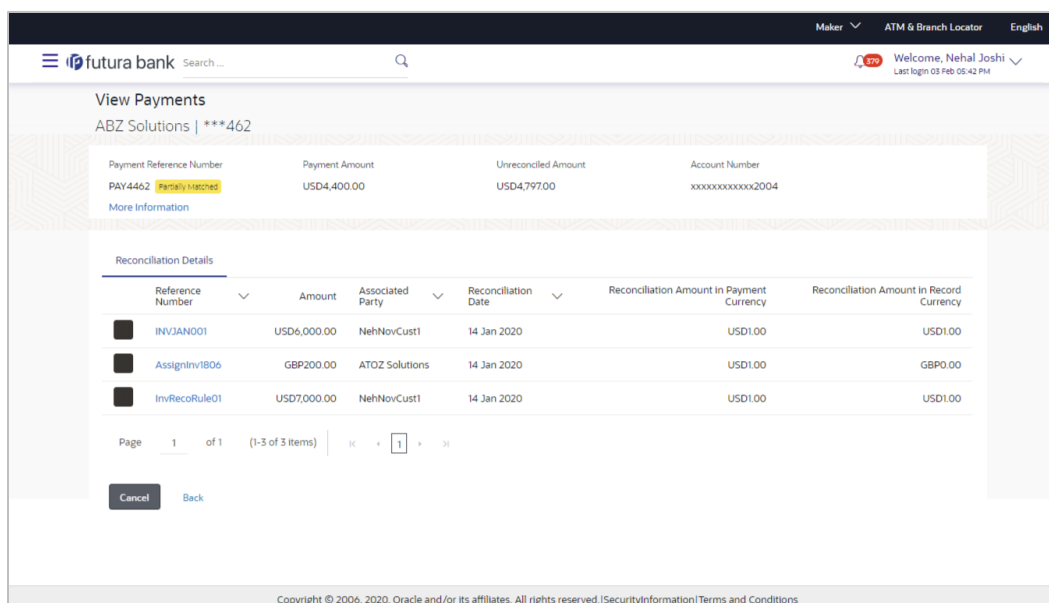 Maker ATM & Branch Locator English
futura bank Search ... 379 Welcome, Nehal Joshi
Last login 03 Feb 05:42 PM
View Payments
ABZ Solutions | ***462
Payment Reference Number Payment Amount Unreconciled Amount Account Number
PAY4462 Partially Matched USD4,400.00 USD4,797.00 xxxxxxxxxxxx2004
More Information
Reconciliation Details
Reference Number Amount Associated Party Reconciliation Date Reconciliation Amount in Payment Currency Reconciliation Amount in Record Currency
INVJAN001 USD6,000.00 NehNovCust1 14 Jan 2020 USD1.00 USD1.00
AssignInv1806 GBP200.00 ATOZ Solutions 14 Jan 2020 USD1.00 GBP0.00
InvRecoRule01 USD7,000.00 NehNovCust1 14 Jan 2020 USD1.00 USD1.00
Page 1 of 1 (1-3 of 3 items) 1
Cancel Back
Copyright © 2006, 2020, Oracle and/or its affiliates. All rights reserved.|SecurityInformation|Terms and Conditions